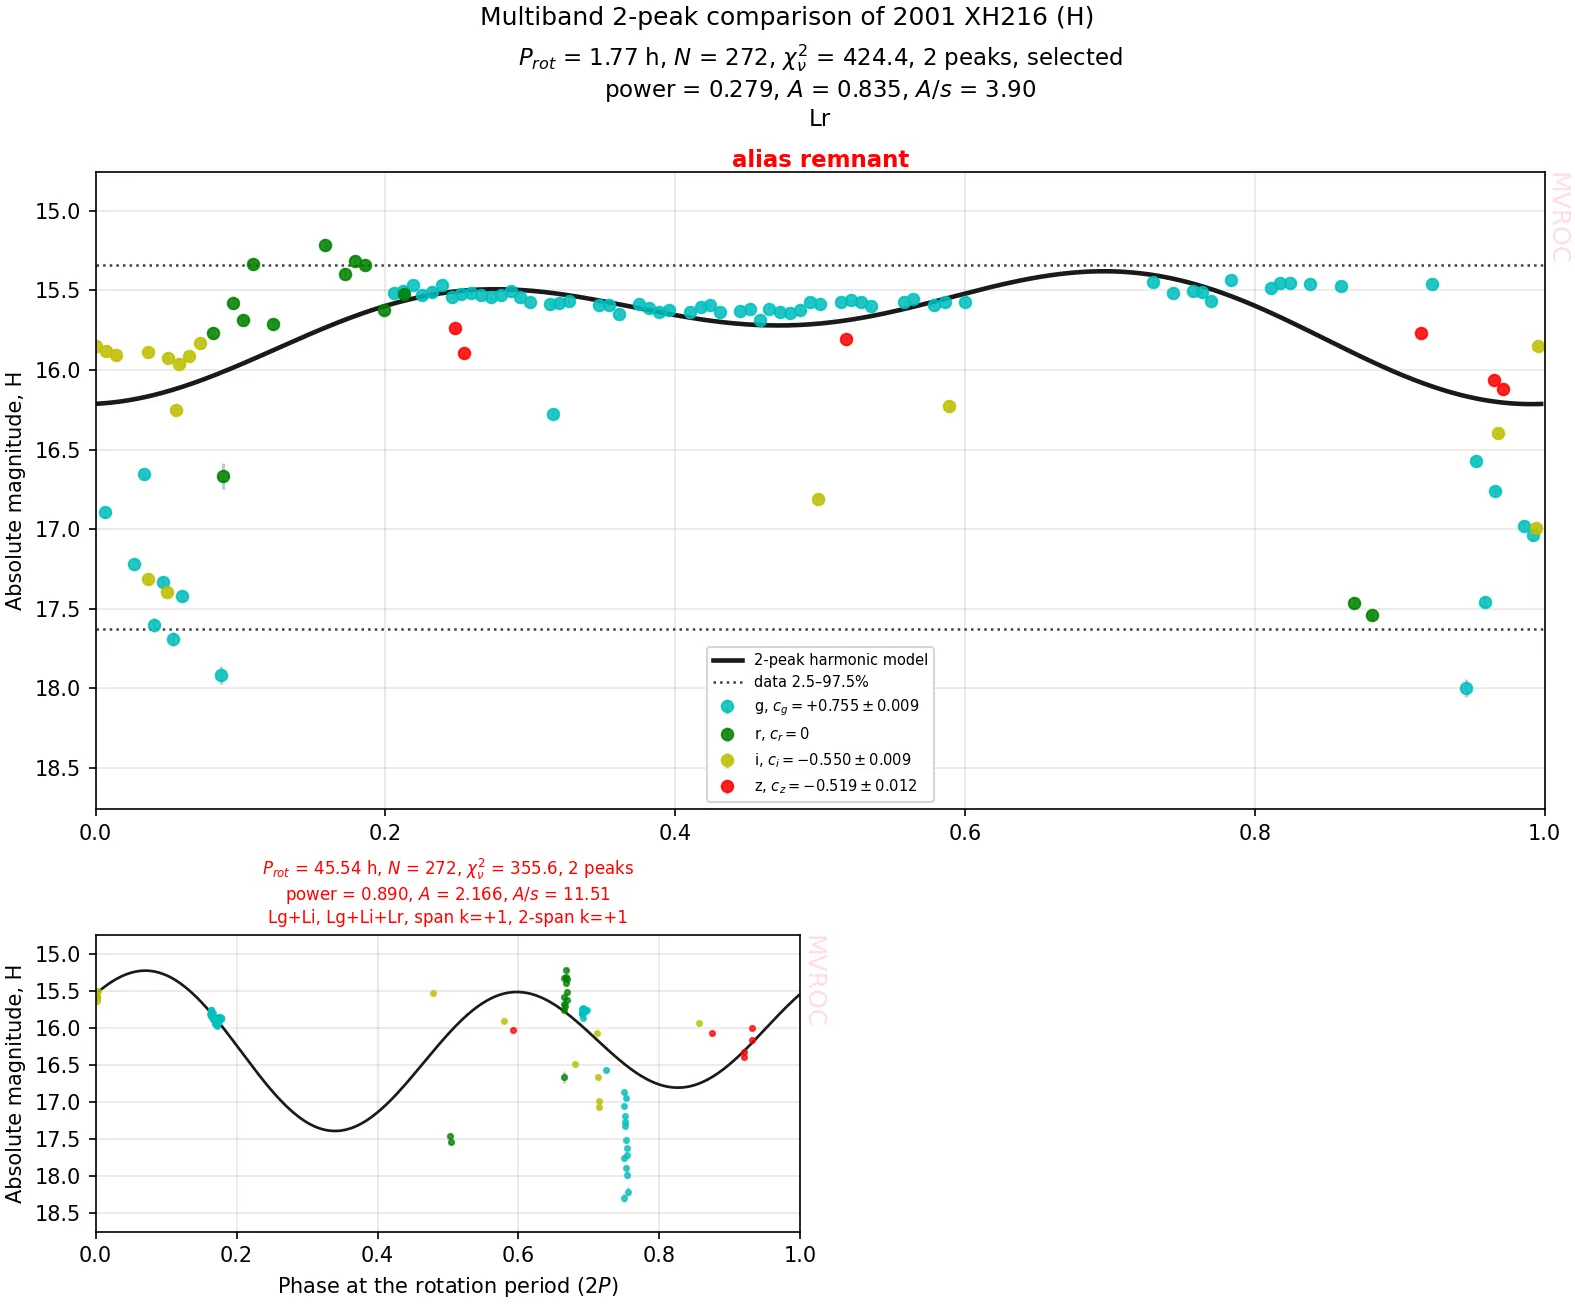 Multiband 2-peak comparison of 2001 XH216 (H)
P_rot = 1.77 h, N = 272, χ²_ν = 424.4, 2 peaks, selected
power = 0.279, A = 0.835, A/s = 3.90
Lr
alias remnant
MVROC
Absolute magnitude, H
15.0
15.5
16.0
16.5
17.0
17.5
18.0
18.5
2-peak harmonic model
data 2.5–97.5%
g, c_g = +0.755 ± 0.009
r, c_r = 0
i, c_i = −0.550 ± 0.009
z, c_z = −0.519 ± 0.012
0.0 0.2 0.4 0.6 0.8 1.0
P_rot = 45.54 h, N = 272, χ²_ν = 355.6, 2 peaks
power = 0.890, A = 2.166, A/s = 11.51
Lg+Li, Lg+Li+Lr, span k=+1, 2-span k=+1
MVROC
Absolute magnitude, H
15.0
15.5
16.0
16.5
17.0
17.5
18.0
18.5
0.0 0.2 0.4 0.6 0.8 1.0
Phase at the rotation period (2P)